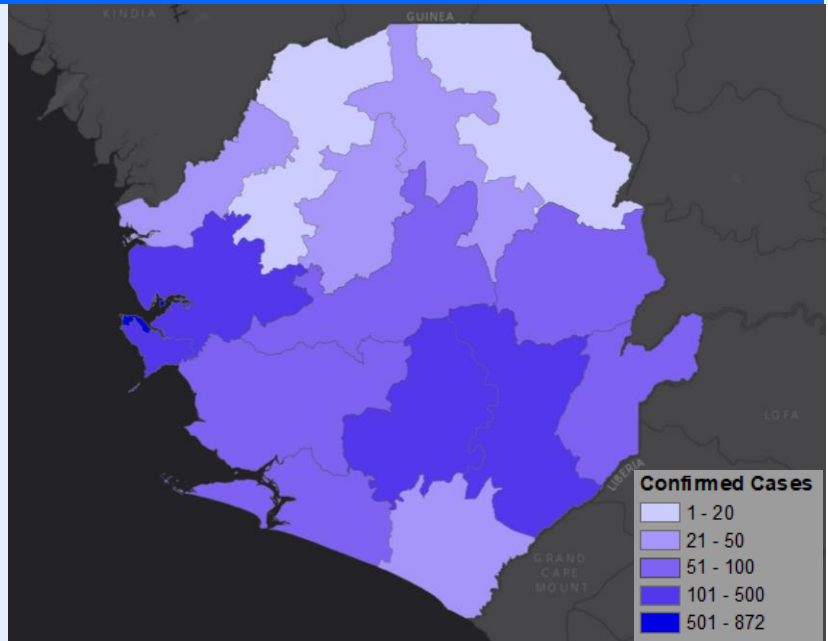 KINDIA
GUINEA
LOFA
LIBERIA
Confirmed Cases
1 - 20
21 - 50
51 - 100
101 - 500
501 - 872
GRAND
CAPE
MOUNT